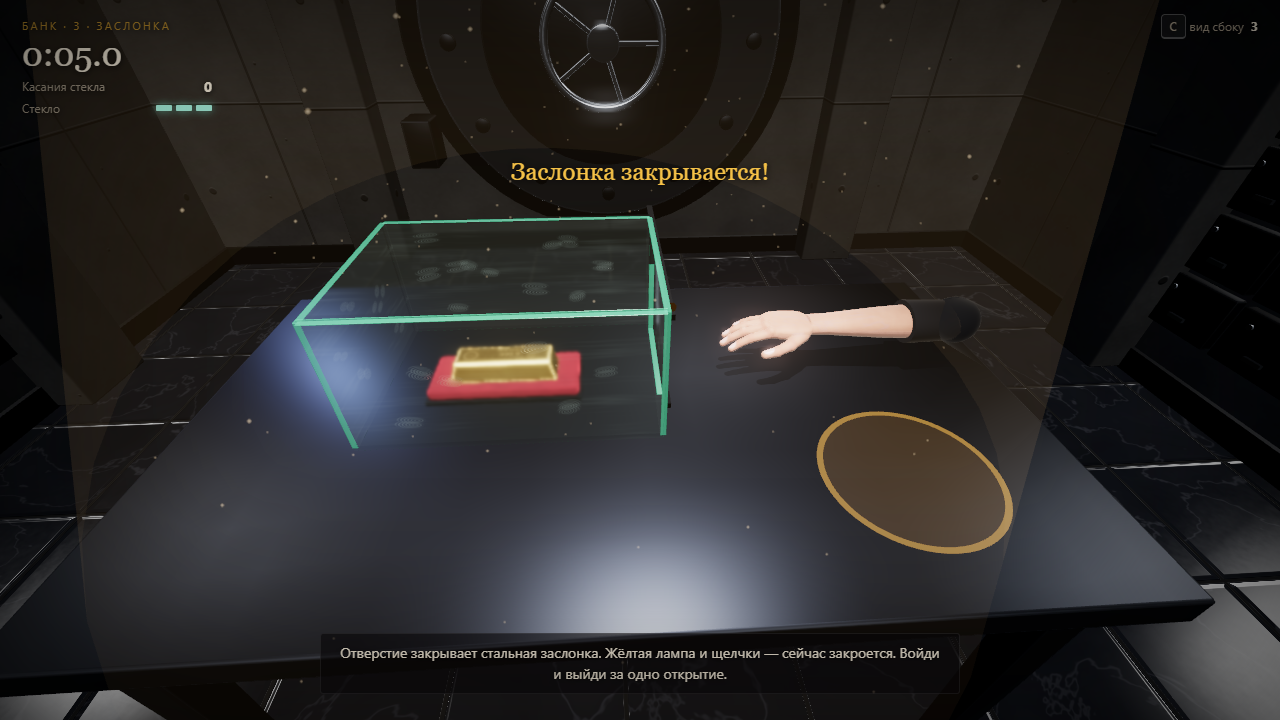 БАНК · 3 · ЗАСЛОНКА
0:05.0
Касания стекла 0
Стекло
C вид сбоку 3
Заслонка закрывается!
Отверстие закрывает стальная заслонка. Жёлтая лампа и щелчки — сейчас закроется. Войди
и выйди за одно открытие.